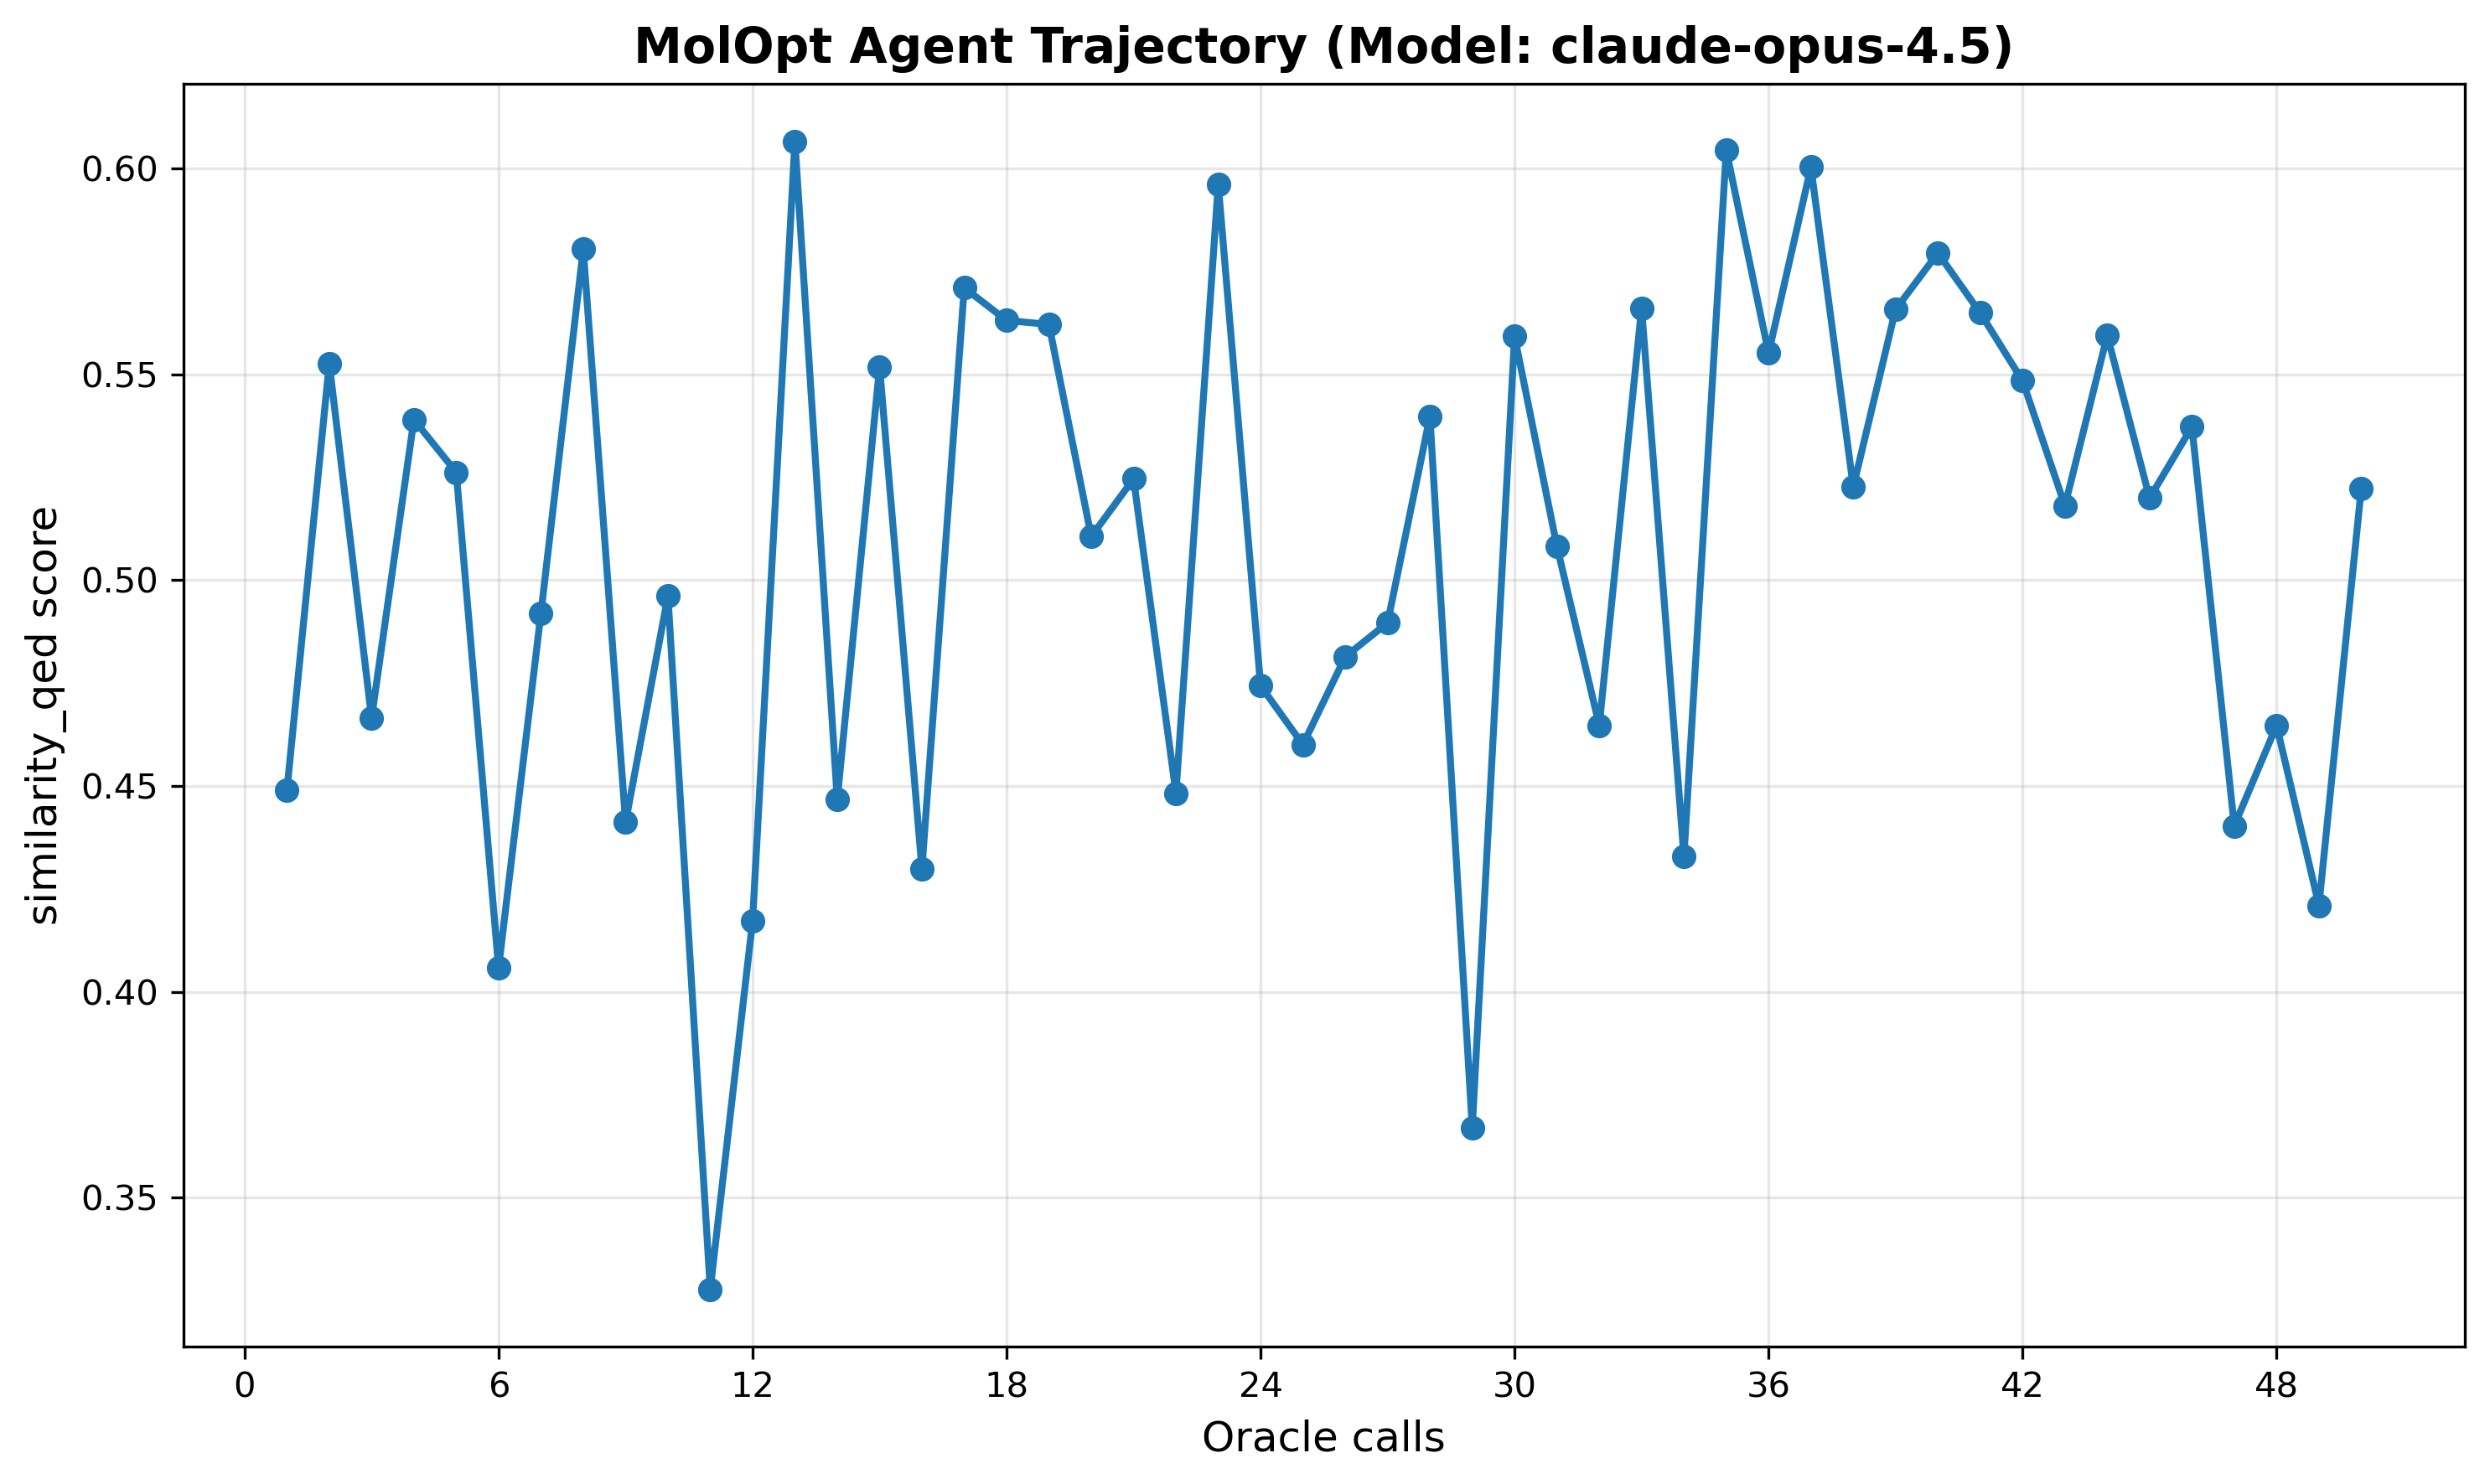 MolOpt Agent Trajectory (Model: claude-opus-4.5)
similarity_qed score
0.60
0.55
0.50
0.45
0.40
0.35
0 6 12 18 24 30 36 42 48
Oracle calls